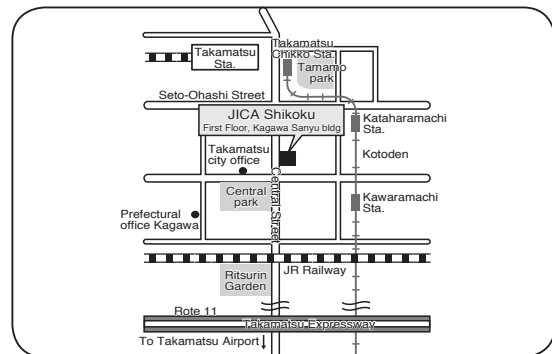 Takamatsu
Sta.
Takamatsu
Chikko Sta.
Tamamo
park
Seto-Ohashi Street
JICA Shikoku
First Floor, Kagawa Sanyu bldg
Kataharamachi
Sta.
Takamatsu
city office
Kotoden
Central Street
Central
park
Kawaramachi
Sta.
Prefectural
office Kagawa
JR Railway
Ritsurin
Garden
Rote 11
Takamatsu Expressway
To Takamatsu Airport